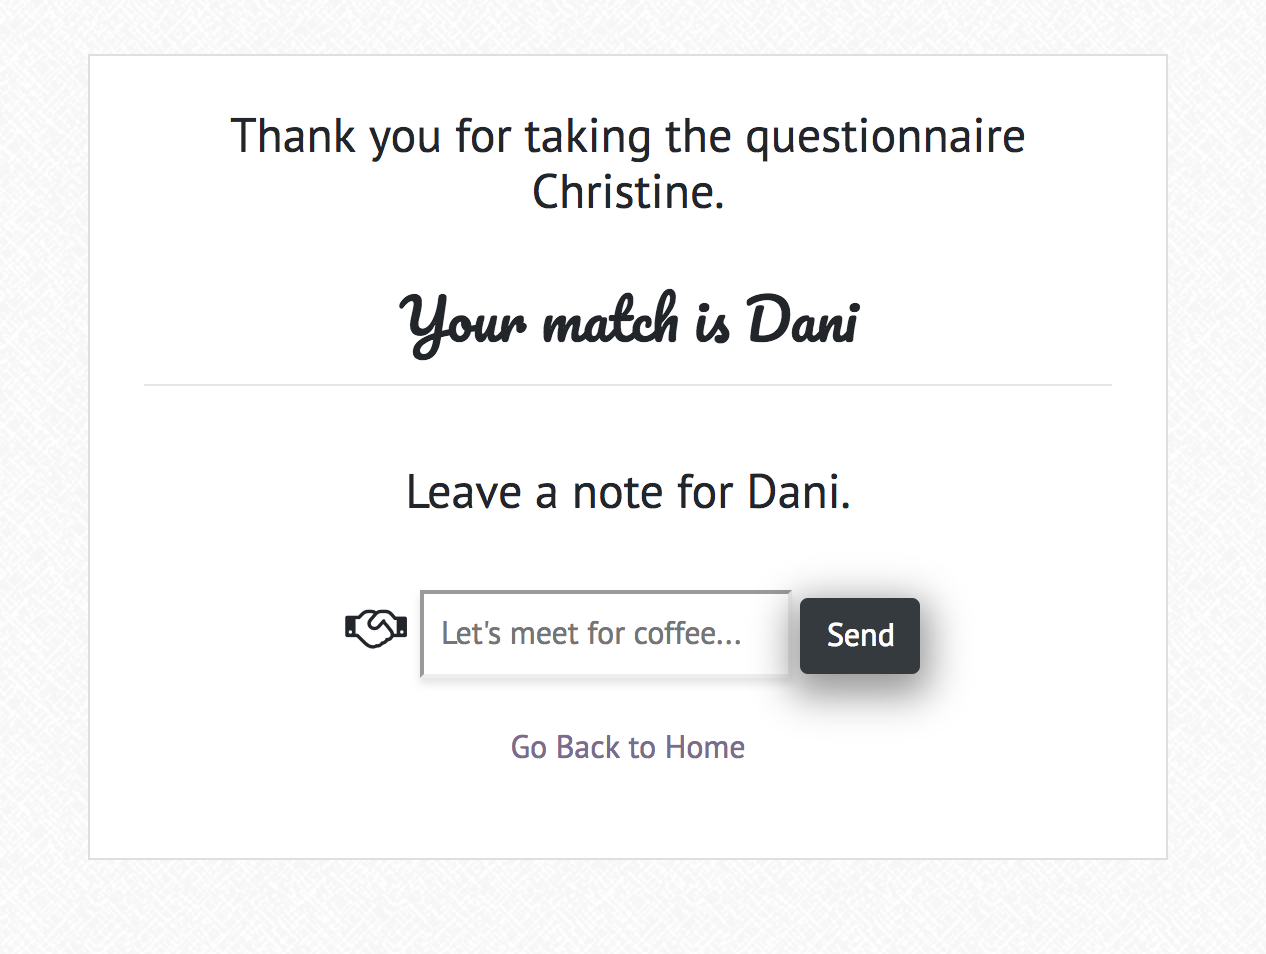 Thank you for taking the questionnaire
Christine.
Your match is Dani
Leave a note for Dani.
Let's meet for coffee...
Send
Go Back to Home